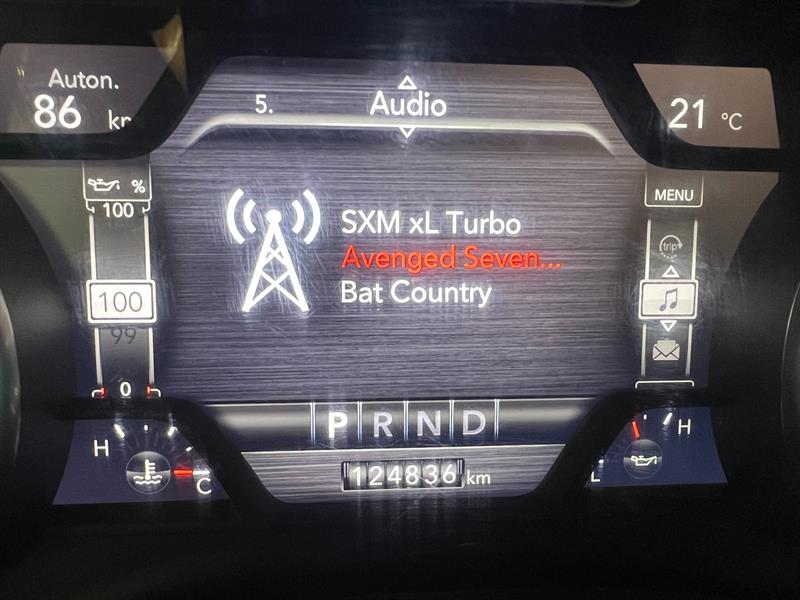 Auton.
86 km
5.
Audio
21 °C
%
100
100
99
0
MENU
trip
SXM xL Turbo
Avenged Seven...
Bat Country
P R N D
H
C
124836 km
H
L